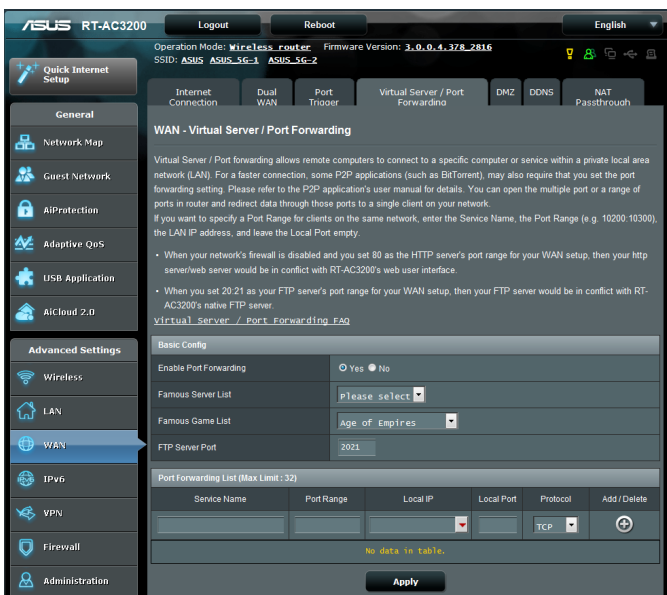 ASUS RT-AC3200
Logout
Reboot
English
Operation Mode: Wireless router Firmware Version: 3.0.0.4.378_2816
SSID: ASUS ASUS_5G-1 ASUS_5G-2
Quick Internet
Setup
General
Network Map
Guest Network
AiProtection
Adaptive QoS
USB Application
AiCloud 2.0
Advanced Settings
Wireless
LAN
WAN
IPv6
VPN
Firewall
Administration
Internet
Connection
Dual
WAN
Port
Trigger
Virtual Server / Port
Forwarding
DMZ
DDNS
NAT
Passthrough
WAN - Virtual Server / Port Forwarding
Virtual Server / Port forwarding allows remote computers to connect to a specific computer or service within a private local area
network (LAN). For a faster connection, some P2P applications (such as BitTorrent), may also require that you set the port
forwarding setting. Please refer to the P2P application's user manual for details. You can open the multiple port or a range of
ports in router and redirect data through those ports to a single client on your network.
If you want to specify a Port Range for clients on the same network, enter the Service Name, the Port Range (e.g. 10200:10300),
the LAN IP address, and leave the Local Port empty.
• When your network's firewall is disabled and you set 80 as the HTTP server's port range for your WAN setup, then your http
server/web server would be in conflict with RT-AC3200's web user interface.
• When you set 20:21 as your FTP server's port range for your WAN setup, then your FTP server would be in conflict with RT-
AC3200's native FTP server.
Virtual Server / Port Forwarding FAQ
Basic Config
Enable Port Forwarding
Yes No
Famous Server List
Please select
Famous Game List
Age of Empires
FTP Server Port
2021
Port Forwarding List (Max Limit : 32)
Service Name
Port Range
Local IP
Local Port
Protocol
Add / Delete
TCP
No data in table.
Apply